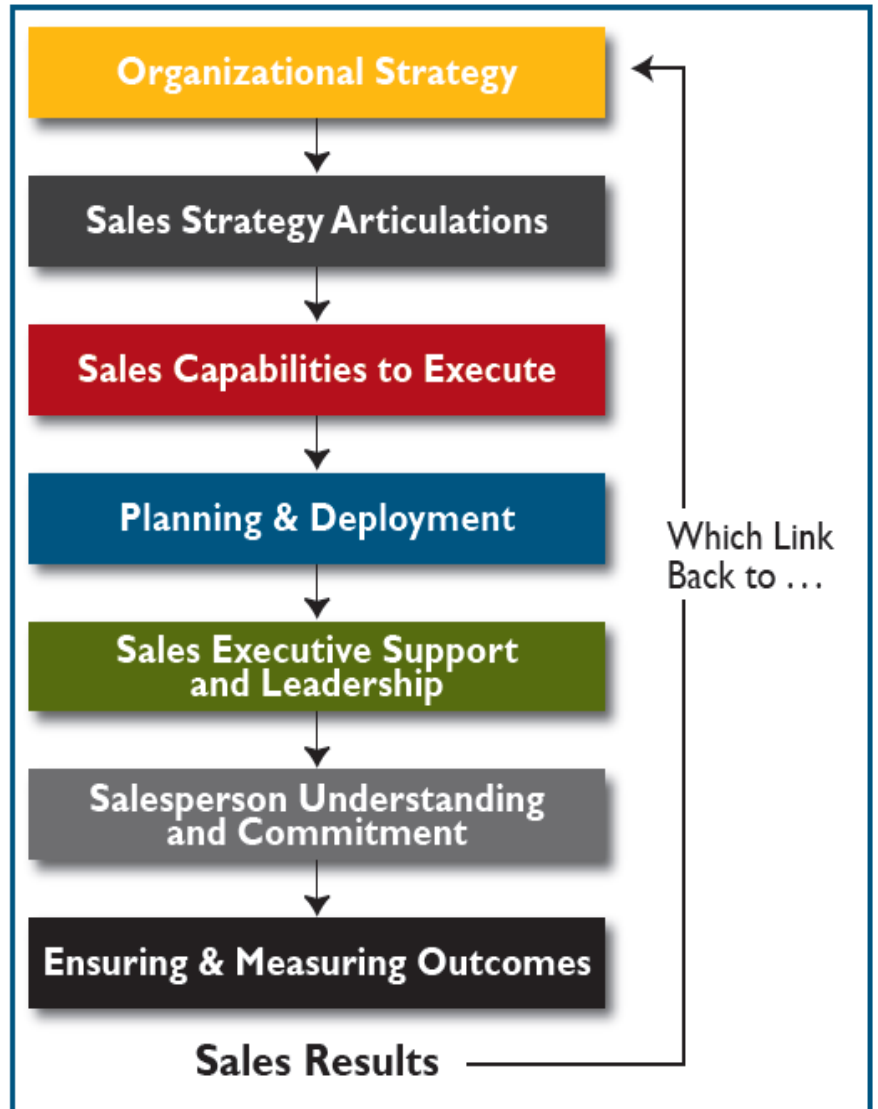 Organizational Strategy
Sales Strategy Articulations
Sales Capabilities to Execute
Planning & Deployment
Which Link
Back to ...
Sales Executive Support
and Leadership
Salesperson Understanding
and Commitment
Ensuring & Measuring Outcomes
Sales Results